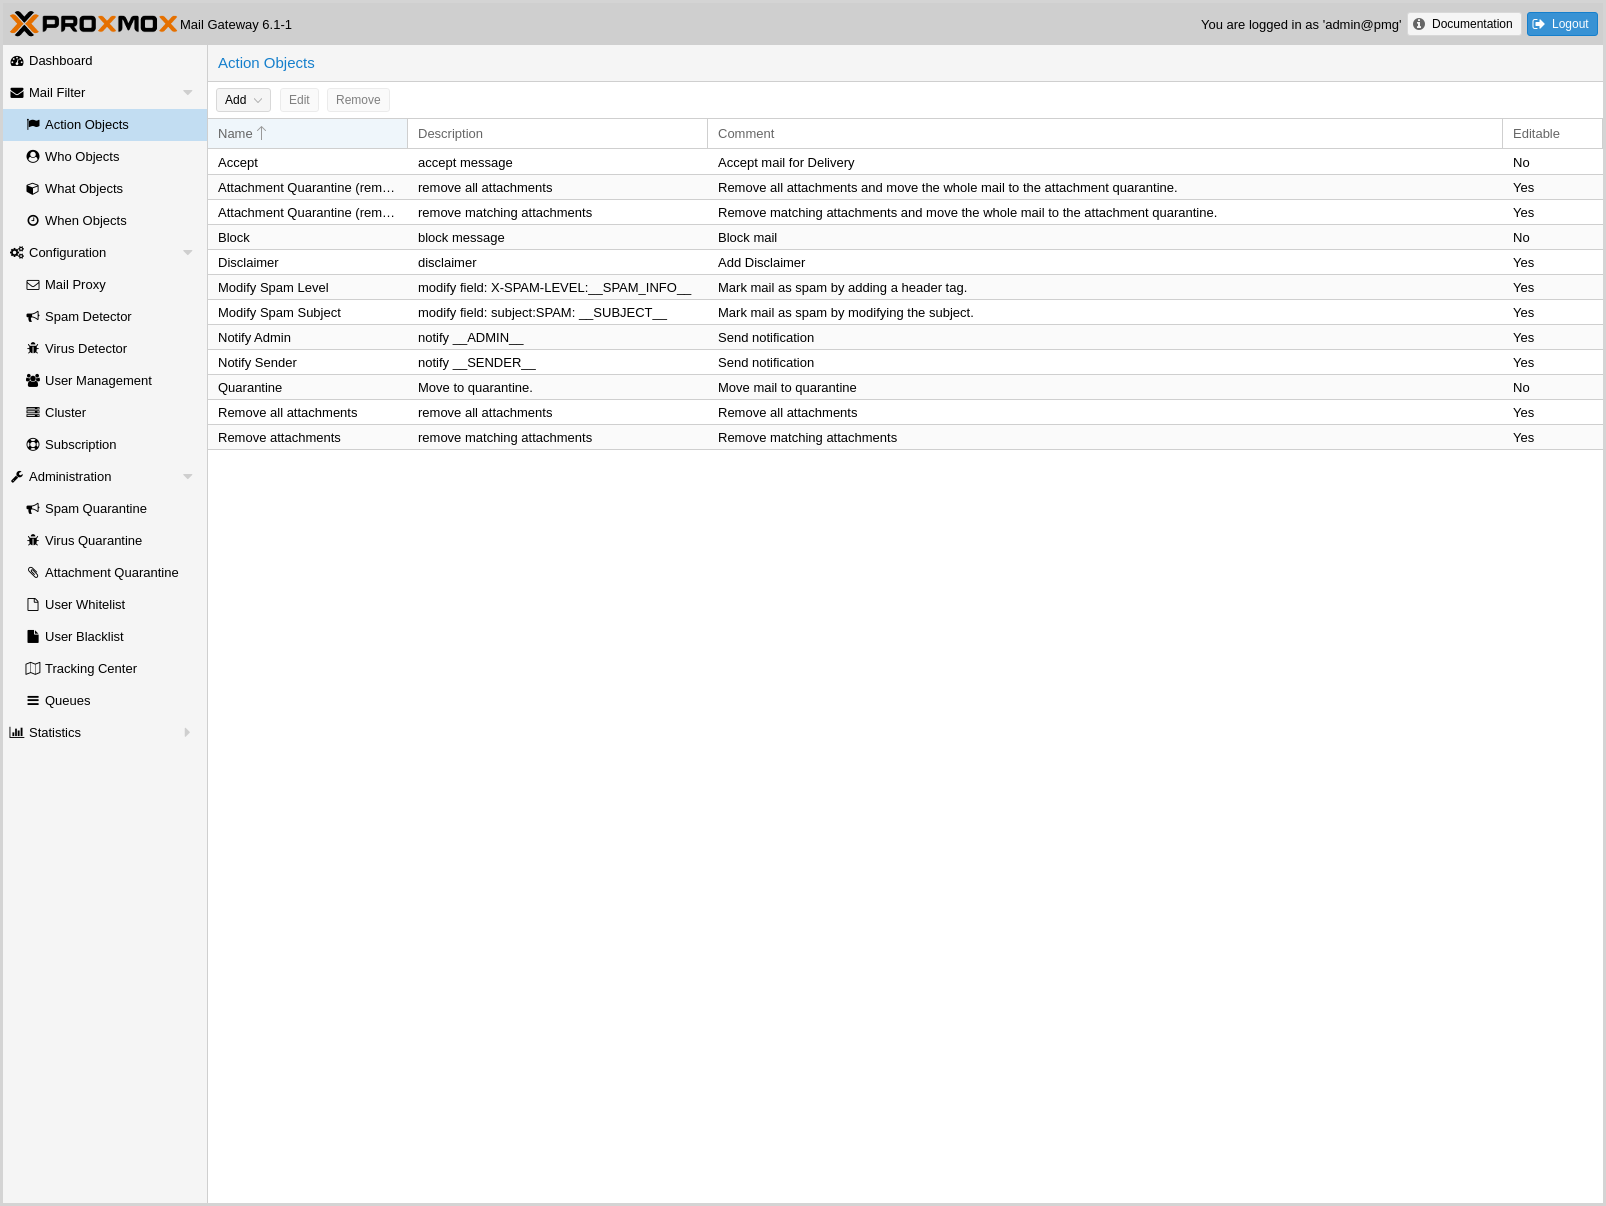 PROXMOX Mail Gateway 6.1-1 You are logged in as 'admin@pmg' Documentation Logout
Dashboard
Mail Filter
Action Objects
Who Objects
What Objects
When Objects
Configuration
Mail Proxy
Spam Detector
Virus Detector
User Management
Cluster
Subscription
Administration
Spam Quarantine
Virus Quarantine
Attachment Quarantine
User Whitelist
User Blacklist
Tracking Center
Queues
Statistics
Action Objects
Add Edit Remove
Name Description Comment Editable
Accept accept message Accept mail for Delivery No
Attachment Quarantine (rem… remove all attachments Remove all attachments and move the whole mail to the attachment quarantine. Yes
Attachment Quarantine (rem… remove matching attachments Remove matching attachments and move the whole mail to the attachment quarantine. Yes
Block block message Block mail No
Disclaimer disclaimer Add Disclaimer Yes
Modify Spam Level modify field: X-SPAM-LEVEL:__SPAM_INFO__ Mark mail as spam by adding a header tag. Yes
Modify Spam Subject modify field: subject:SPAM: __SUBJECT__ Mark mail as spam by modifying the subject. Yes
Notify Admin notify __ADMIN__ Send notification Yes
Notify Sender notify __SENDER__ Send notification Yes
Quarantine Move to quarantine. Move mail to quarantine No
Remove all attachments remove all attachments Remove all attachments Yes
Remove attachments remove matching attachments Remove matching attachments Yes